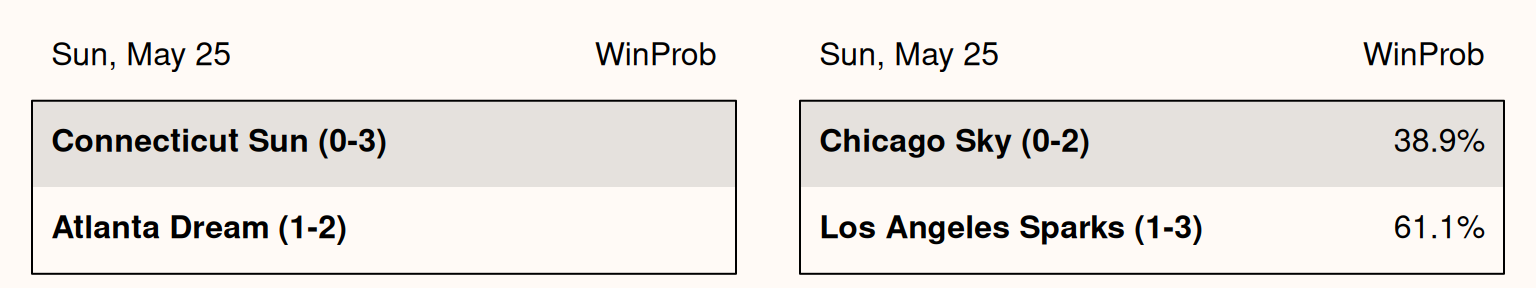 Sun, May 25 WinProb
Connecticut Sun (0-3)
Atlanta Dream (1-2)
Sun, May 25 WinProb
Chicago Sky (0-2) 38.9%
Los Angeles Sparks (1-3) 61.1%